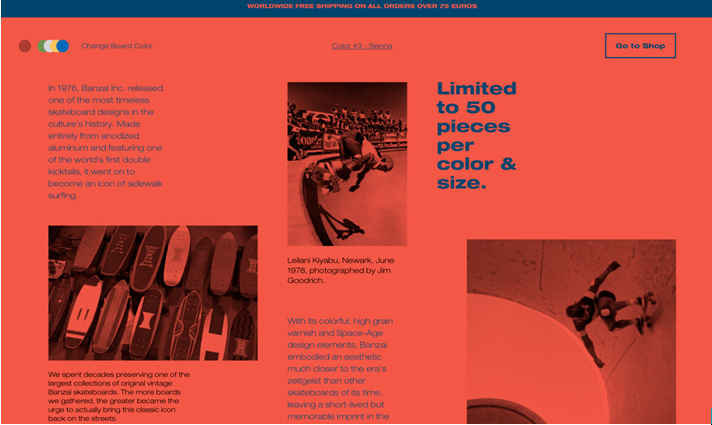 WORLDWIDE FREE SHIPPING ON ALL ORDERS OVER 75 EUROS
Change Board Color
Color #3 - Sienna
Go to Shop
In 1976, Banzai Inc. released
one of the most timeless
skateboard designs in the
culture's history. Made
entirely from anodized
aluminum and featuring one
of the world's first double
kicktails, it went on to
become an icon of sidewalk
surfing.
We spent decades preserving one of the
largest collections of original vintage
Banzai skateboards. The more boards
we gathered, the greater became the
urge to actually bring this classic icon
back on the streets.
Leilani Kiyabu, Newark, June
1978, photographed by Jim
Goodrich.
With its colorful, high grain
varnish and Space-Age
design elements, Banzai
embodied an aesthetic
much closer to the era's
zeitgeist than other
skateboards of its time,
leaving a short-lived but
memorable imprint in the
Limited
to 50
pieces
per
color &
size.